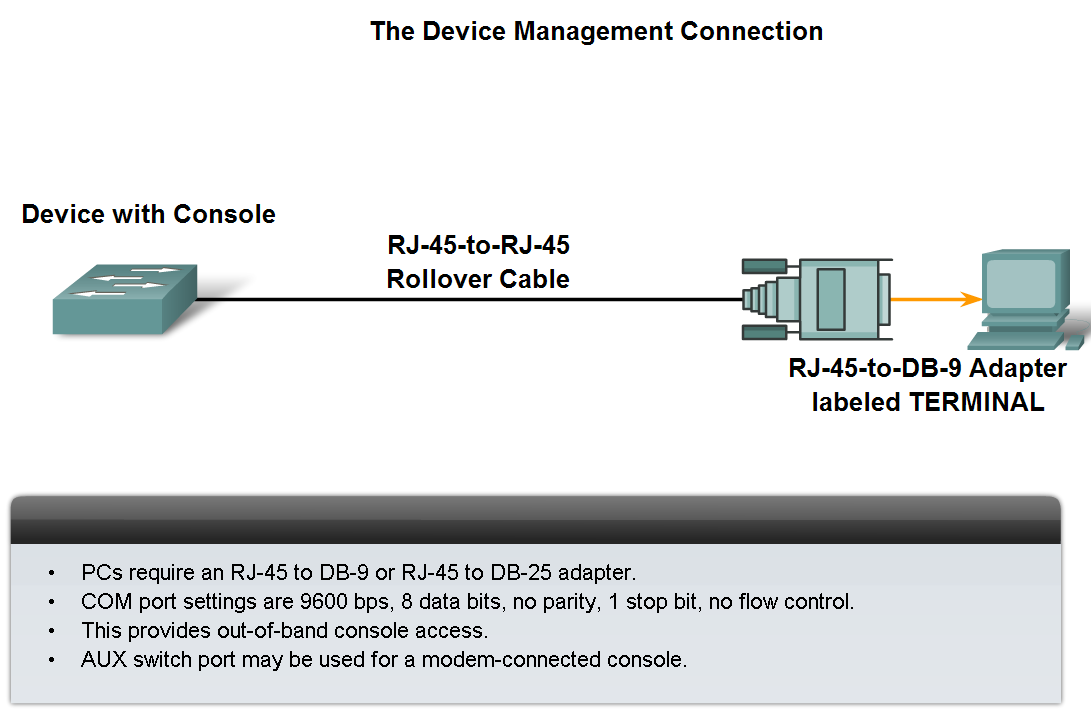 The Device Management Connection
Device with Console
RJ-45-to-RJ-45
Rollover Cable
RJ-45-to-DB-9 Adapter
labeled TERMINAL
• PCs require an RJ-45 to DB-9 or RJ-45 to DB-25 adapter.
• COM port settings are 9600 bps, 8 data bits, no parity, 1 stop bit, no flow control.
• This provides out-of-band console access.
• AUX switch port may be used for a modem-connected console.